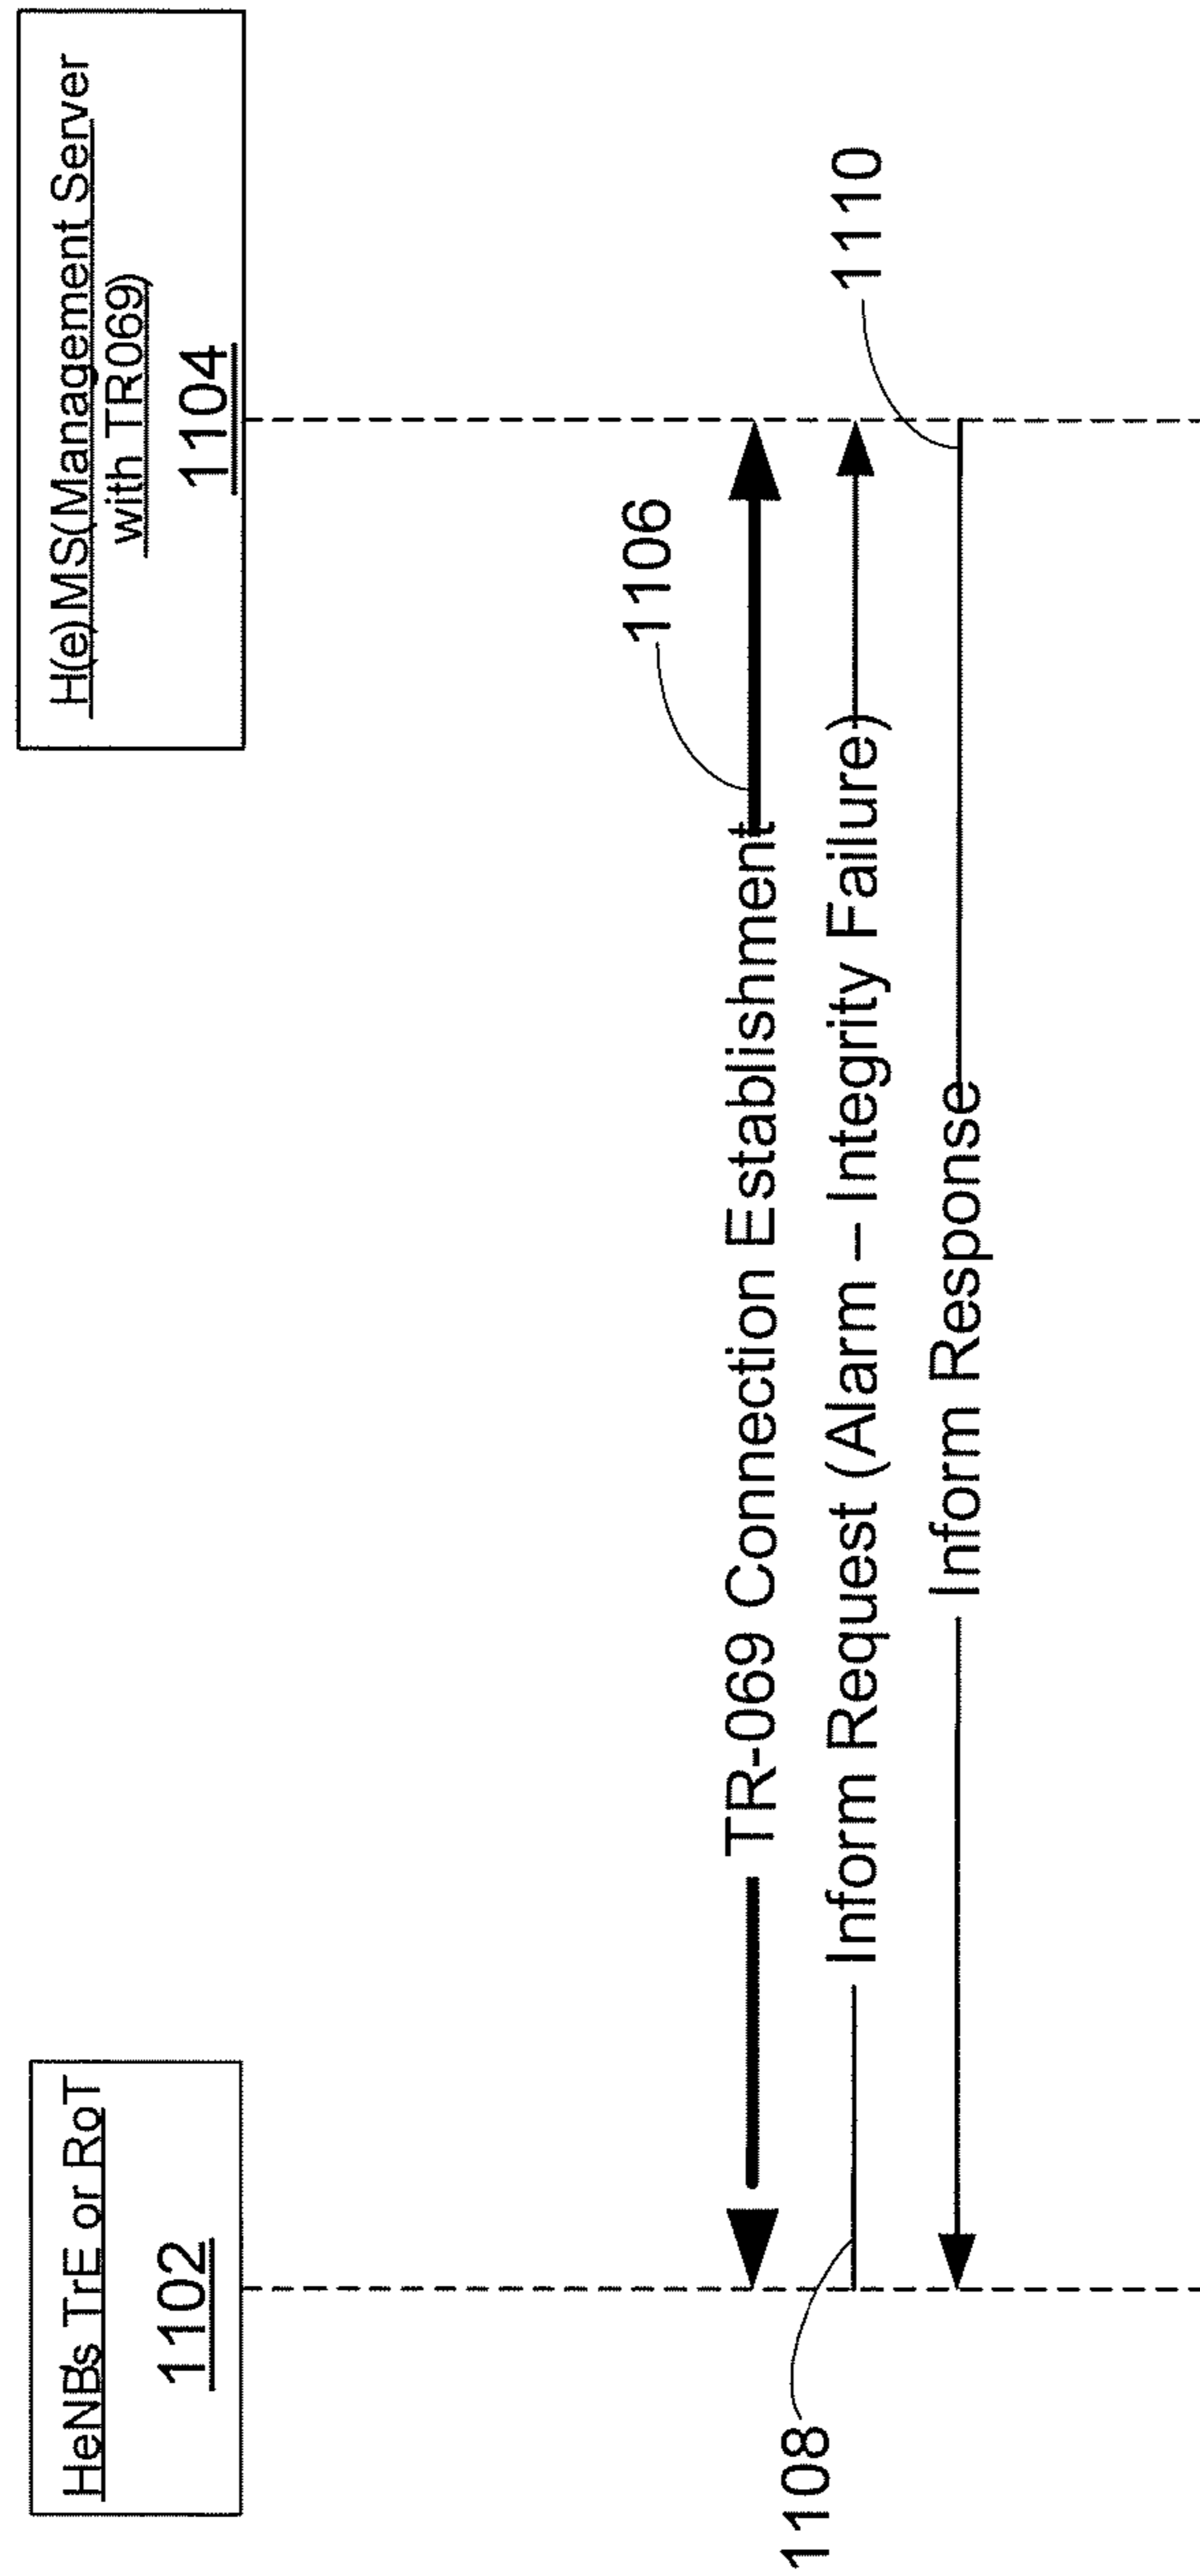 HeNB's TrE or RoT
1102
H(e)MS(Management Server
with TR069)
1104
1106
TR-069 Connection Establishment
1108
Inform Request (Alarm – Integrity Failure)
1110
Inform Response